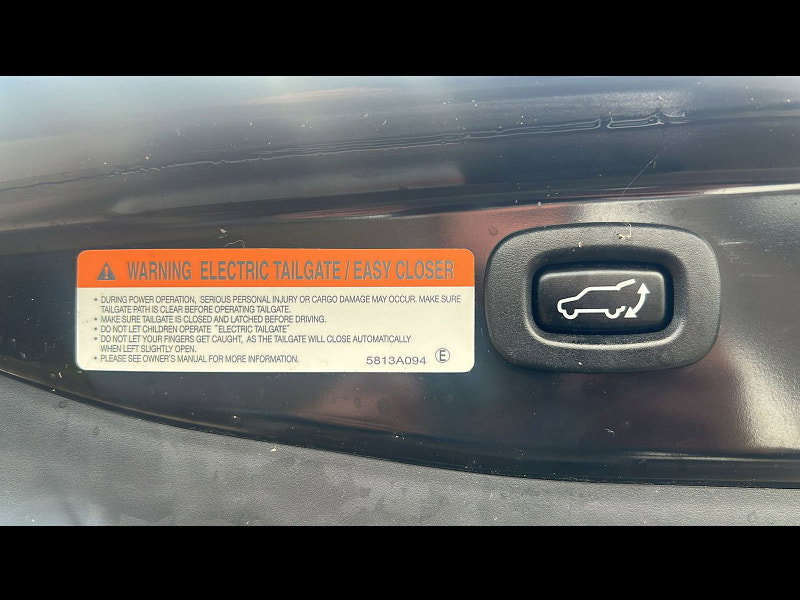 WARNING ELECTRIC TAILGATE / EASY CLOSER
• DURING POWER OPERATION, SERIOUS PERSONAL INJURY OR CARGO DAMAGE MAY OCCUR. MAKE SURE
TAILGATE PATH IS CLEAR BEFORE OPERATING TAILGATE.
• MAKE SURE TAILGATE IS CLOSED AND LATCHED BEFORE DRIVING.
• DO NOT LET CHILDREN OPERATE "ELECTRIC TAILGATE"
• DO NOT LET YOUR FINGERS GET CAUGHT, AS THE TAILGATE WILL CLOSE AUTOMATICALLY
WHEN LEFT SLIGHTLY OPEN.
• PLEASE SEE OWNER'S MANUAL FOR MORE INFORMATION. 5813A094 Ⓔ